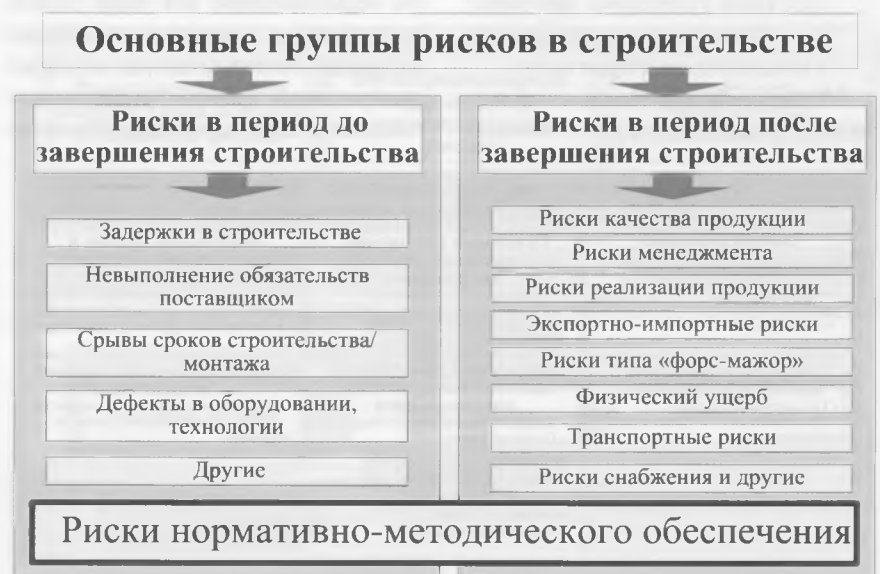 Основные группы рисков в строительстве
Риски в период до
завершения строительства
Задержки в строительстве
Невыполнение обязательств
поставщиком
Срывы сроков строительства/
монтажа
Дефекты в оборудовании,
технологии
Другие
Риски в период после
завершения строительства
Риски качества продукции
Риски менеджмента
Риски реализации продукции
Экспортно-импортные риски
Риски типа «форс-мажор»
Физический ущерб
Транспортные риски
Риски снабжения и другие
Риски нормативно-методического обеспечения